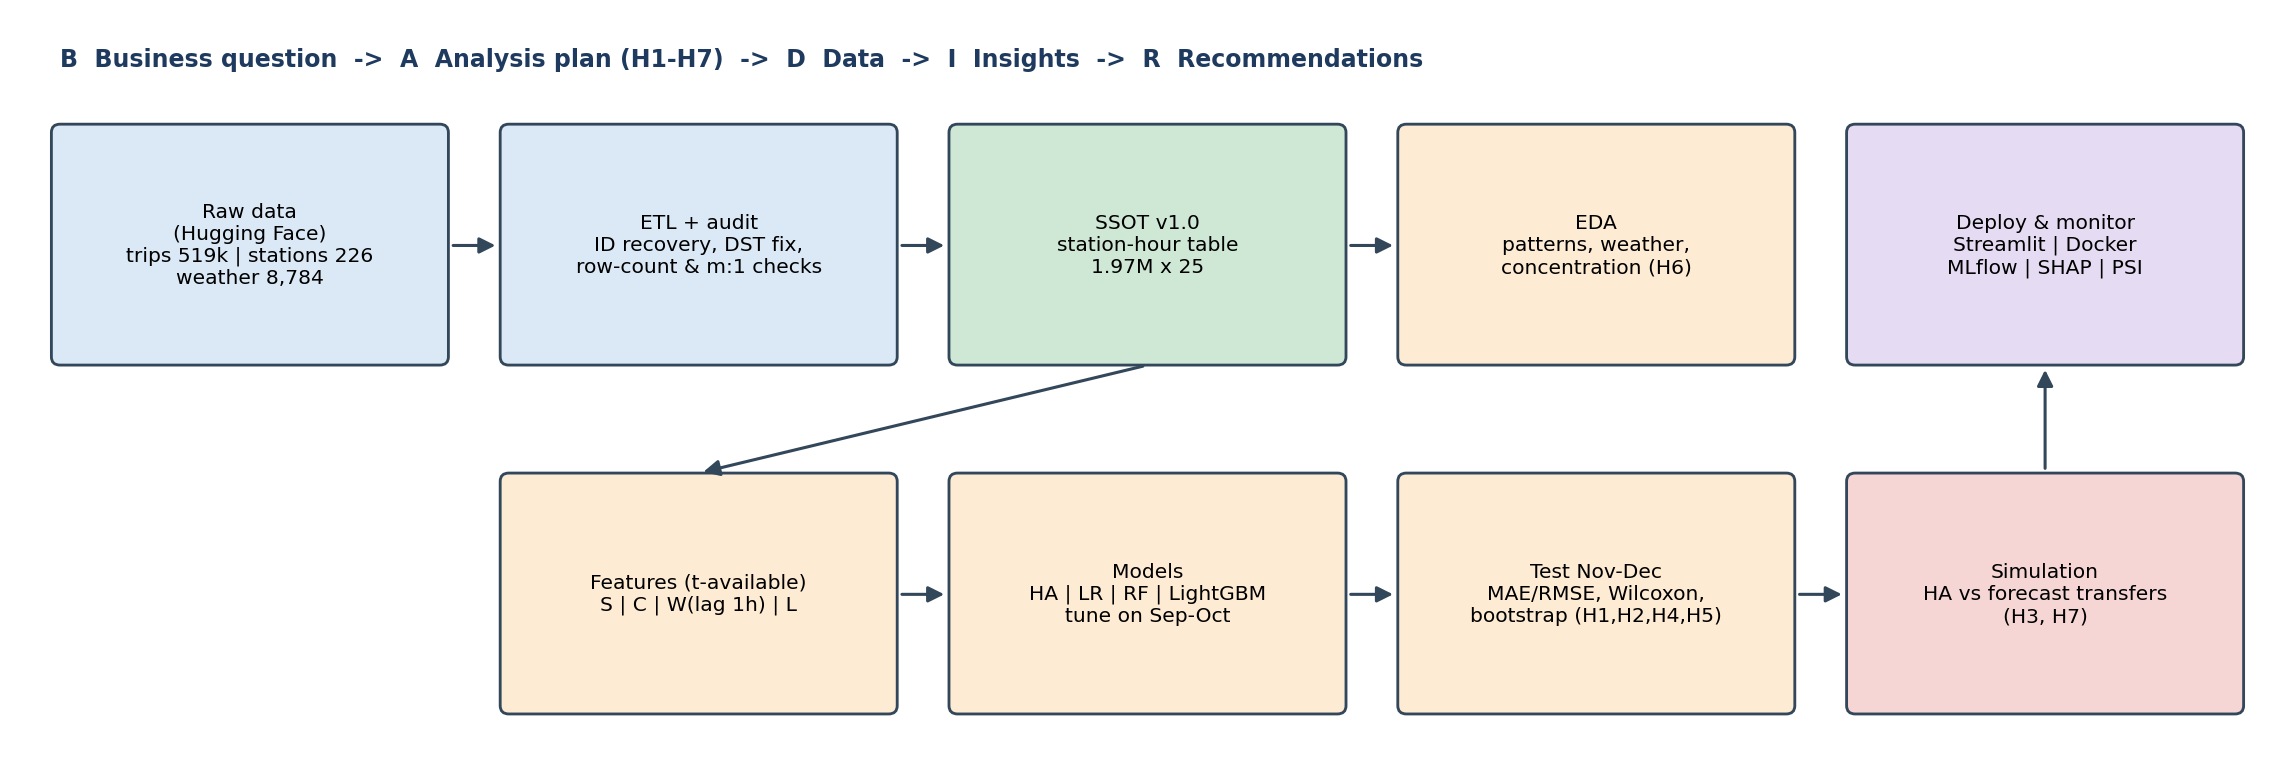 B  Business question  ->  A  Analysis plan (H1-H7)  ->  D  Data  ->  I  Insights  ->  R  Recommendations
Raw data
(Hugging Face)
trips 519k | stations 226
weather 8,784
ETL + audit
ID recovery, DST fix,
row-count & m:1 checks
SSOT v1.0
station-hour table
1.97M x 25
EDA
patterns, weather,
concentration (H6)
Deploy & monitor
Streamlit | Docker
MLflow | SHAP | PSI
Features (t-available)
S | C | W(lag 1h) | L
Models
HA | LR | RF | LightGBM
tune on Sep-Oct
Test Nov-Dec
MAE/RMSE, Wilcoxon,
bootstrap (H1,H2,H4,H5)
Simulation
HA vs forecast transfers
(H3, H7)